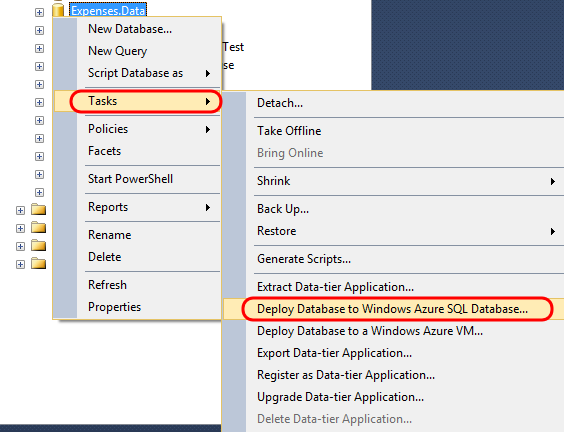 Expenses.Data
New Database...
New Query
Test
Script Database as
se
Tasks
Detach...
Take Offline
Policies
Bring Online
Facets
Shrink
Start PowerShell
Back Up...
Reports
Restore
Rename
Delete
Generate Scripts...
Refresh
Extract Data-tier Application...
Properties
Deploy Database to Windows Azure SQL Database...
Deploy Database to a Windows Azure VM...
Export Data-tier Application...
Register as Data-tier Application...
Upgrade Data-tier Application...
Delete Data-tier Application...